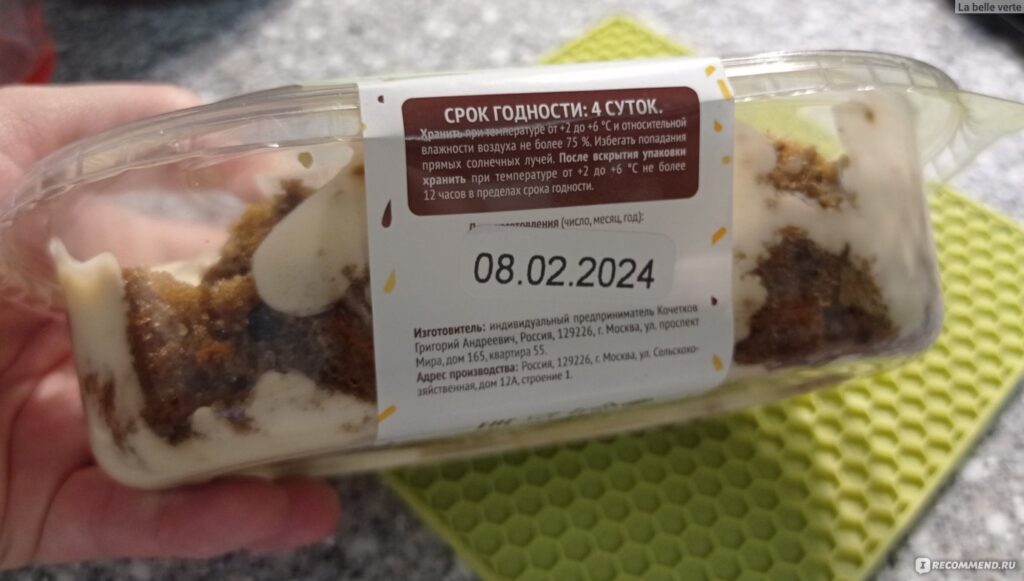 La belle verte
СРОК ГОДНОСТИ: 4 СУТОК.
Хранить при температуре от +2 до +6 °С и относительной
влажности воздуха не более 75 %. Избегать попадания
прямых солнечных лучей. После вскрытия упаковки
хранить при температуре от +2 до +6 °С не более
12 часов в пределах срока годности.
(число, месяц, год):
08.02.2024
Изготовитель: индивидуальный предприниматель Кочетков
Григорий Андреевич, Россия, 129226, г. Москва, ул. проспект
Мира, дом 165, квартира 55.
Адрес производства: Россия, 129226, г. Москва, ул. Сельскохо-
зяйственная, дом 12А, строение 1.
I RECOMMEND.RU